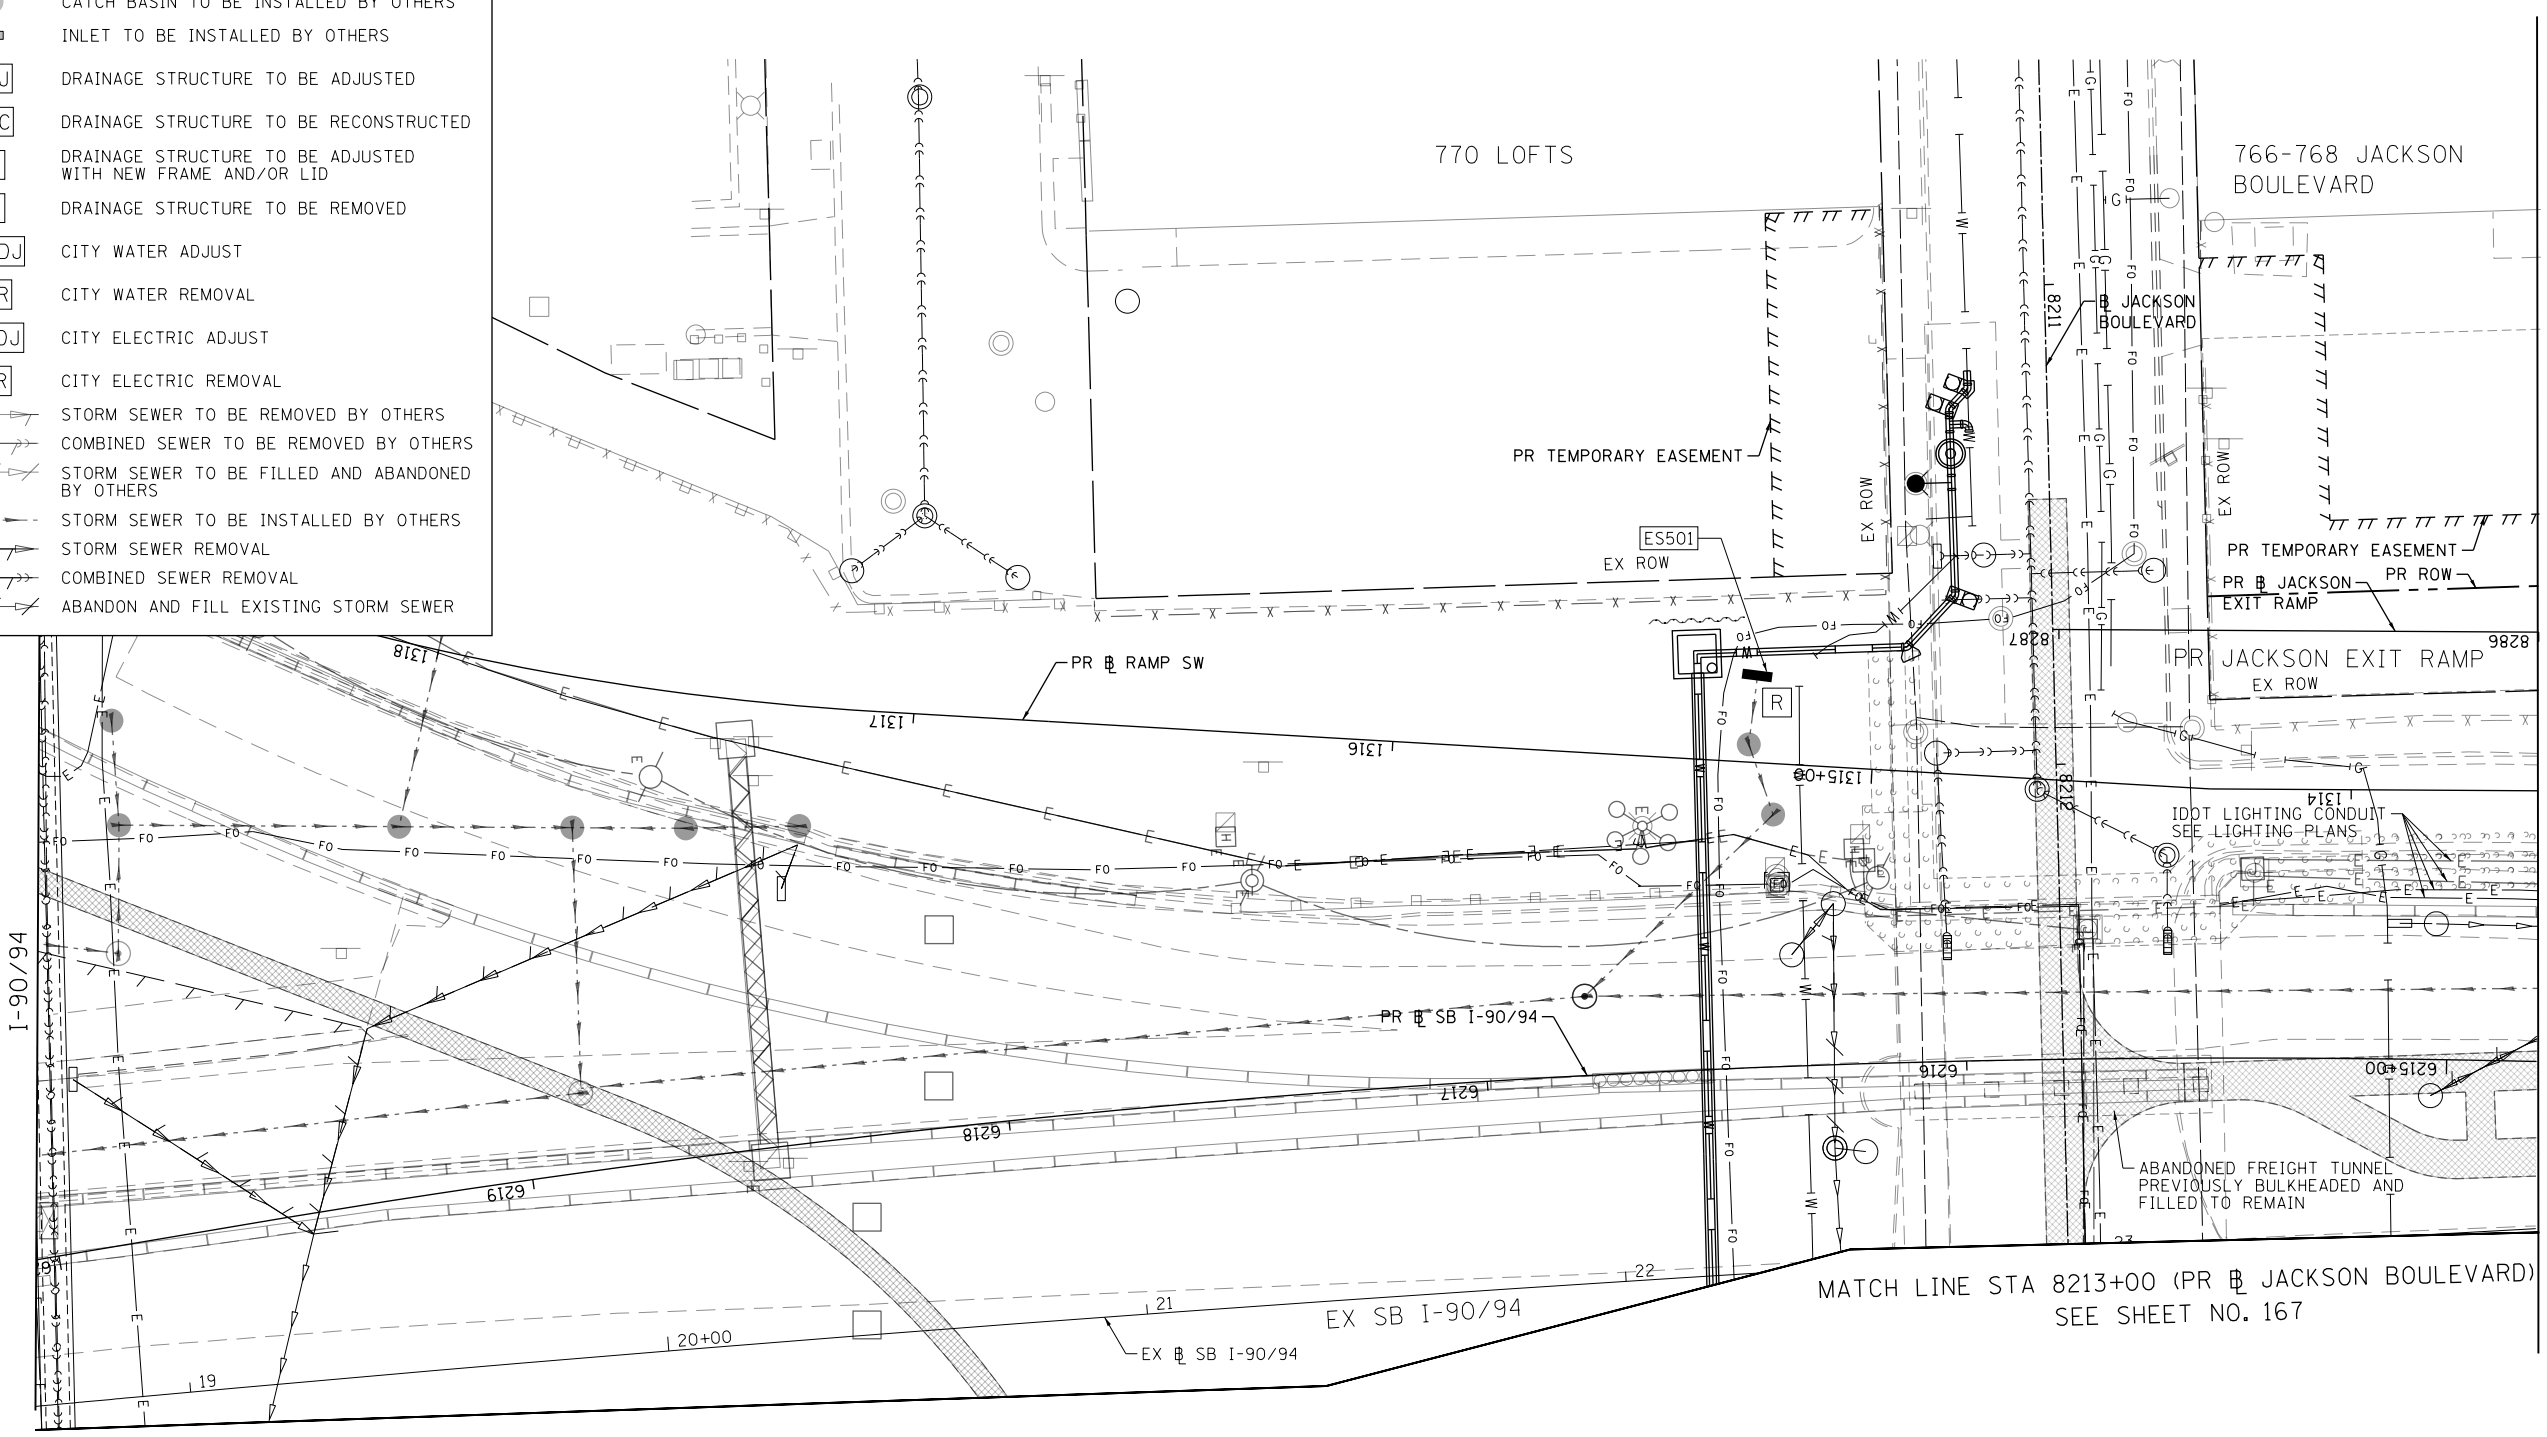 CATCH BASIN TO BE INSTALLED BY OTHERS
INLET TO BE INSTALLED BY OTHERS
DRAINAGE STRUCTURE TO BE ADJUSTED
DRAINAGE STRUCTURE TO BE RECONSTRUCTED
DRAINAGE STRUCTURE TO BE ADJUSTED
WITH NEW FRAME AND/OR LID
DRAINAGE STRUCTURE TO BE REMOVED
CITY WATER ADJUST
CITY WATER REMOVAL
CITY ELECTRIC ADJUST
CITY ELECTRIC REMOVAL
STORM SEWER TO BE REMOVED BY OTHERS
COMBINED SEWER TO BE REMOVED BY OTHERS
STORM SEWER TO BE FILLED AND ABANDONED
BY OTHERS
STORM SEWER TO BE INSTALLED BY OTHERS
STORM SEWER REMOVAL
COMBINED SEWER REMOVAL
ABANDON AND FILL EXISTING STORM SEWER
770 LOFTS
766-768 JACKSON
BOULEVARD
8211
℄ JACKSON
BOULEVARD
PR TEMPORARY EASEMENT
EX ROW
EX ROW
ES501
EX ROW
PR TEMPORARY EASEMENT
PR ROW
PR ℄ JACKSON
EXIT RAMP
8287
8286
PR JACKSON EXIT RAMP
EX ROW
R
1318
PR ℄ RAMP SW
1317
1316
1315+00
1314
8212
IDOT LIGHTING CONDUIT
SEE LIGHTING PLANS
I-90/94
PR ℄ SB I-90/94
6219
6218
6217
6216
6215+00
ABANDONED FREIGHT TUNNEL
PREVIOUSLY BULKHEADED AND
FILLED TO REMAIN
19
20+00
21
22
23
EX SB I-90/94
EX ℄ SB I-90/94
MATCH LINE STA 8213+00 (PR ℄ JACKSON BOULEVARD)
SEE SHEET NO. 167